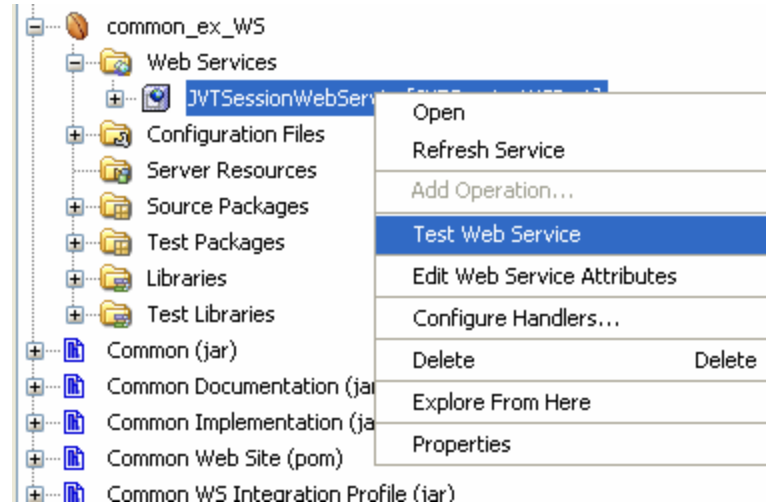 common_ex_WS
Web Services
JVTSessionWebServ
Configuration Files
Server Resources
Source Packages
Test Packages
Libraries
Test Libraries
Common (jar)
Common Documentation (jar
Common Implementation (ja
Common Web Site (pom)
Common WS Integration Profile (jar)
Open
Refresh Service
Add Operation...
Test Web Service
Edit Web Service Attributes
Configure Handlers...
Delete Delete
Explore From Here
Properties